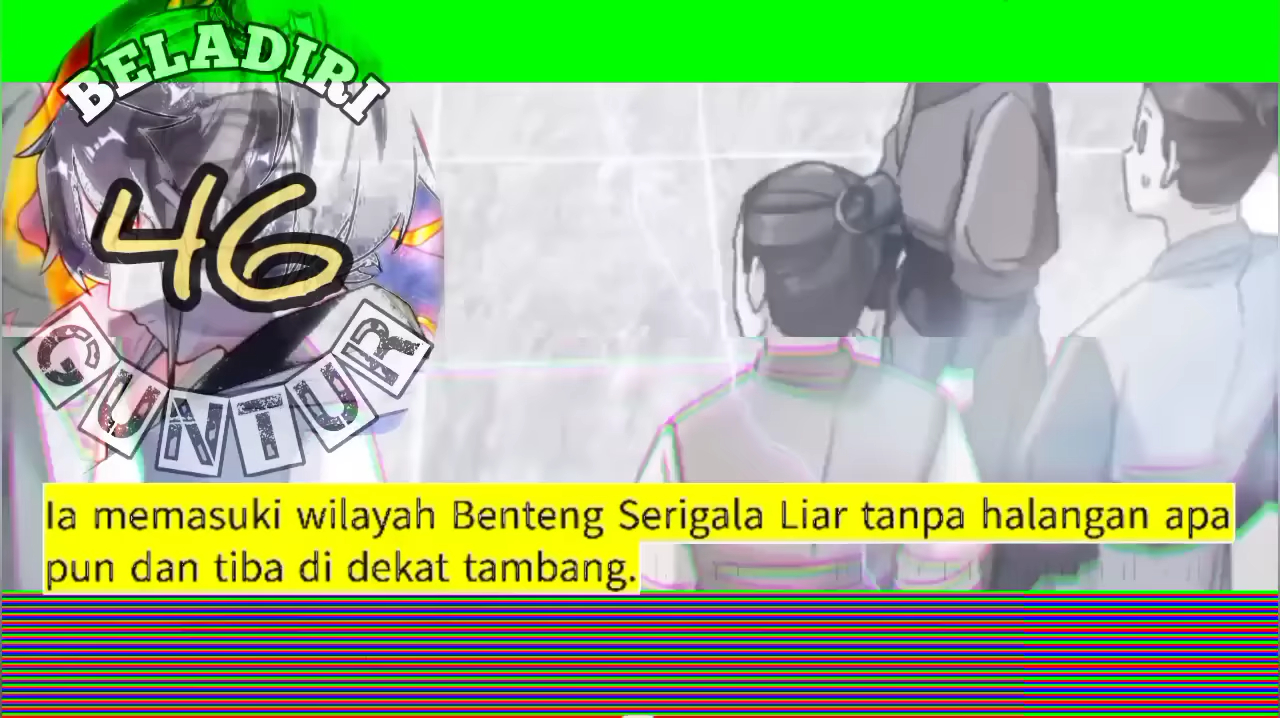 BELADIRI
46
GUNTUR
Ia memasuki wilayah Benteng Serigala Liar tanpa halangan apa
pun dan tiba di dekat tambang.